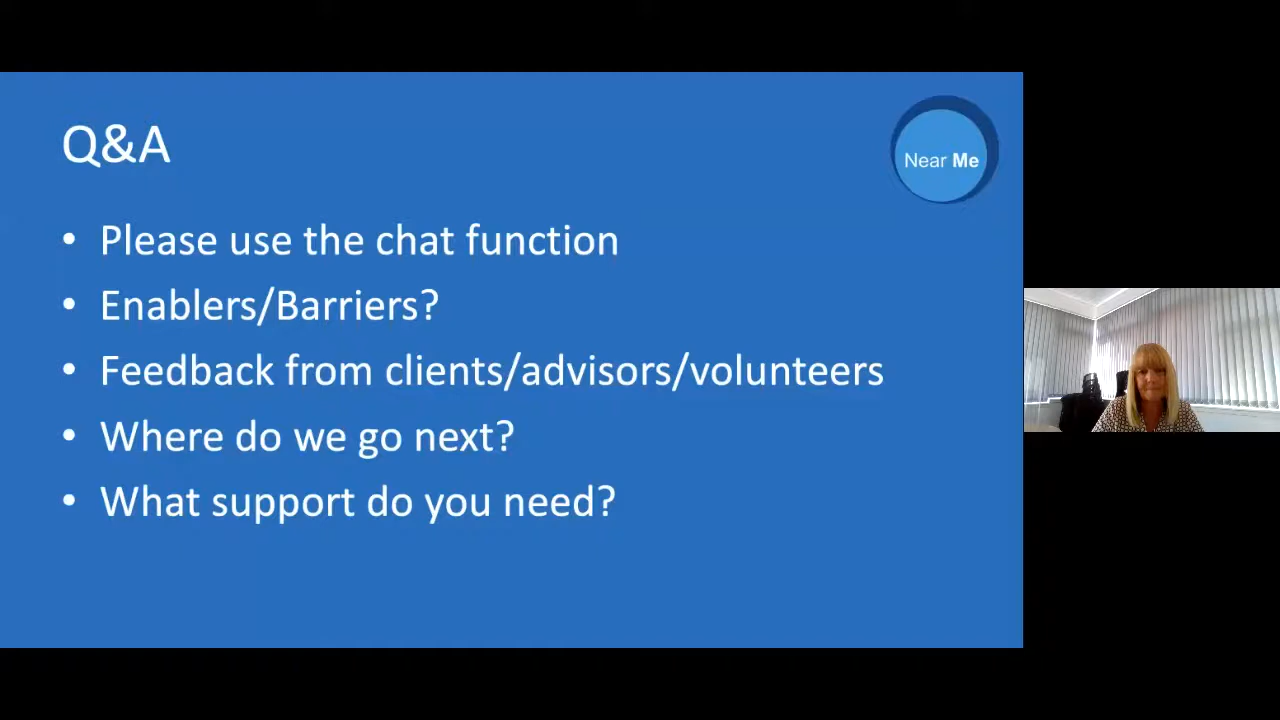 Q&A
Near Me
• Please use the chat function
• Enablers/Barriers?
• Feedback from clients/advisors/volunteers
• Where do we go next?
• What support do you need?